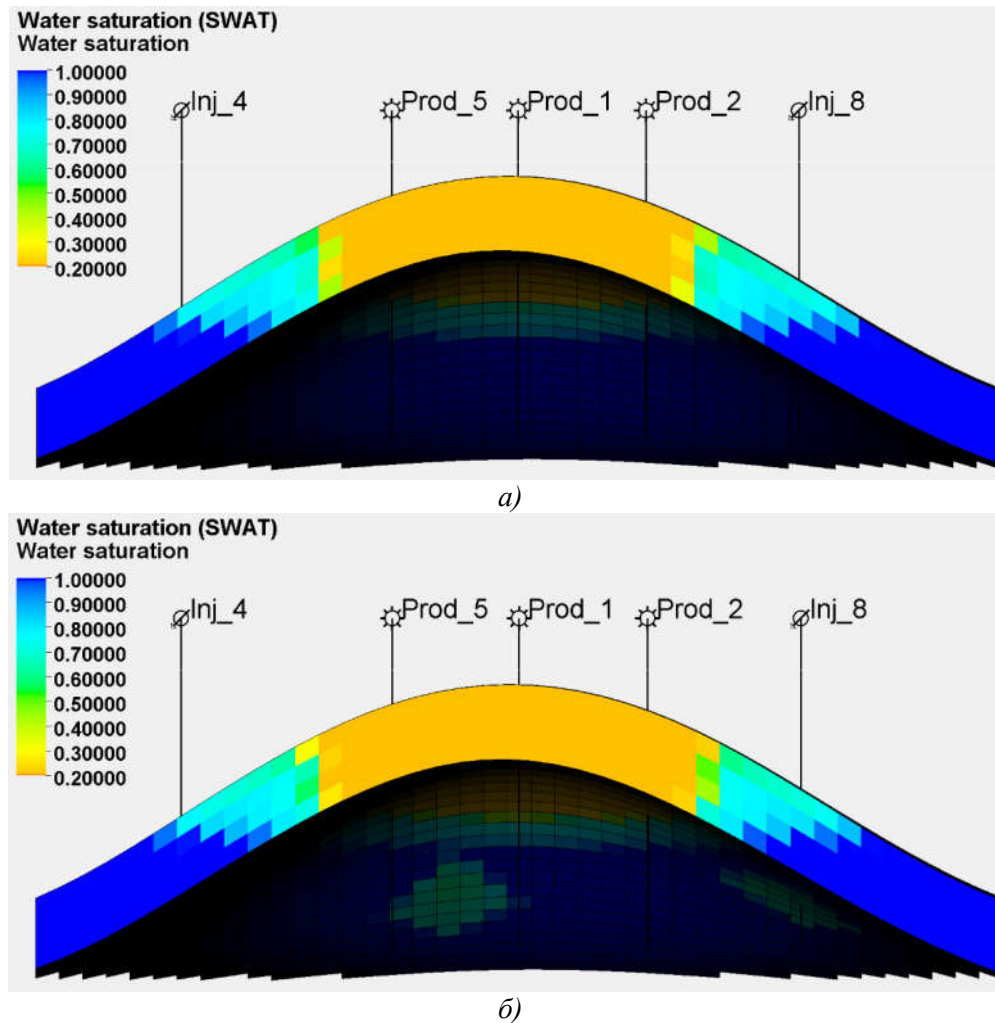 Water saturation (SWAT)
Water saturation
1.00000
0.90000
0.80000
0.70000
0.60000
0.50000
0.40000
0.30000
0.20000
Inj_4 Prod_5 Prod_1 Prod_2 Inj_8
а)
Water saturation (SWAT)
Water saturation
1.00000
0.90000
0.80000
0.70000
0.60000
0.50000
0.40000
0.30000
0.20000
Inj_4 Prod_5 Prod_1 Prod_2 Inj_8
б)